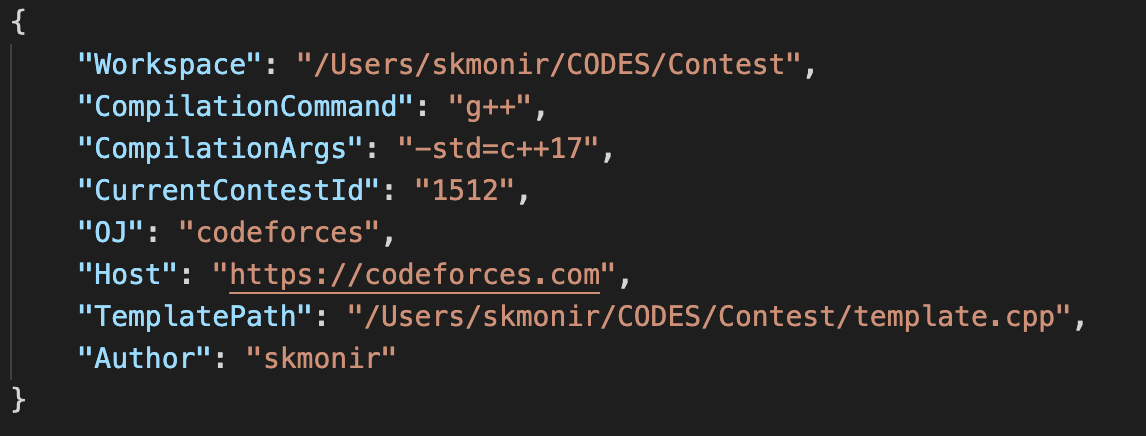 {
"Workspace": "/Users/skmonir/CODES/Contest",
"CompilationCommand": "g++",
"CompilationArgs": "-std=c++17",
"CurrentContestId": "1512",
"OJ": "codeforces",
"Host": "https://codeforces.com",
"TemplatePath": "/Users/skmonir/CODES/Contest/template.cpp",
"Author": "skmonir"
}